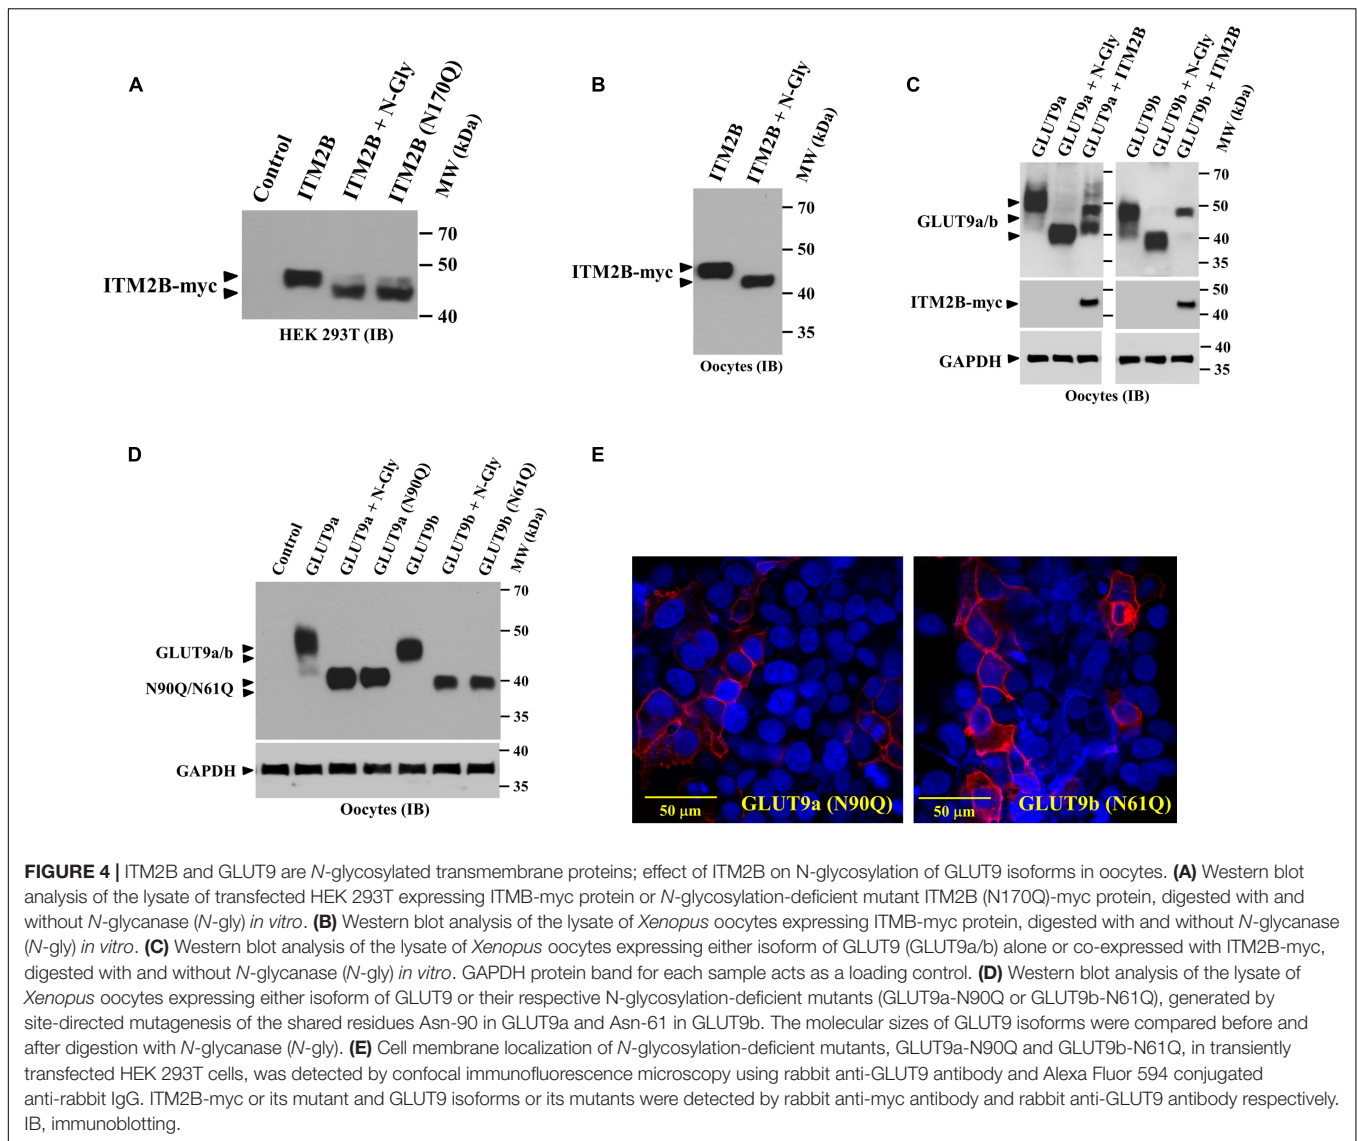 A
Control
ITM2B
ITM2B + N-Gly
ITM2B (N170Q)
MW (kDa)
70
50
40
ITM2B-myc
HEK 293T (IB)
B
ITM2B
ITM2B + N-Gly
MW (kDa)
70
50
40
35
ITM2B-myc
Oocytes (IB)
C
GLUT9a
GLUT9a + N-Gly
GLUT9a + ITM2B
GLUT9b
GLUT9b + N-Gly
GLUT9b + ITM2B
MW (kDa)
GLUT9a/b
70
50
40
35
ITM2B-myc
50
40
GAPDH
40
35
Oocytes (IB)
D
Control
GLUT9a
GLUT9a + N-Gly
GLUT9a (N90Q)
GLUT9b
GLUT9b + N-Gly
GLUT9b (N61Q)
MW (kDa)
70
50
40
35
GLUT9a/b
N90Q/N61Q
GAPDH
40
35
Oocytes (IB)
E
50 µm
GLUT9a (N90Q)
50 µm
GLUT9b (N61Q)
FIGURE 4 | ITM2B and GLUT9 are N-glycosylated transmembrane proteins; effect of ITM2B on N-glycosylation of GLUT9 isoforms in oocytes. (A) Western blot
analysis of the lysate of transfected HEK 293T expressing ITMB-myc protein or N-glycosylation-deficient mutant ITM2B (N170Q)-myc protein, digested with and
without N-glycanase (N-gly) in vitro. (B) Western blot analysis of the lysate of Xenopus oocytes expressing ITMB-myc protein, digested with and without N-glycanase
(N-gly) in vitro. (C) Western blot analysis of the lysate of Xenopus oocytes expressing either isoform of GLUT9 (GLUT9a/b) alone or co-expressed with ITM2B-myc,
digested with and without N-glycanase (N-gly) in vitro. GAPDH protein band for each sample acts as a loading control. (D) Western blot analysis of the lysate of
Xenopus oocytes expressing either isoform of GLUT9 or their respective N-glycosylation-deficient mutants (GLUT9a-N90Q or GLUT9b-N61Q), generated by
site-directed mutagenesis of the shared residues Asn-90 in GLUT9a and Asn-61 in GLUT9b. The molecular sizes of GLUT9 isoforms were compared before and
after digestion with N-glycanase (N-gly). (E) Cell membrane localization of N-glycosylation-deficient mutants, GLUT9a-N90Q and GLUT9b-N61Q, in transiently
transfected HEK 293T cells, was detected by confocal immunofluorescence microscopy using rabbit anti-GLUT9 antibody and Alexa Fluor 594 conjugated
anti-rabbit IgG. ITM2B-myc or its mutant and GLUT9 isoforms or its mutants were detected by rabbit anti-myc antibody and rabbit anti-GLUT9 antibody respectively.
IB, immunoblotting.